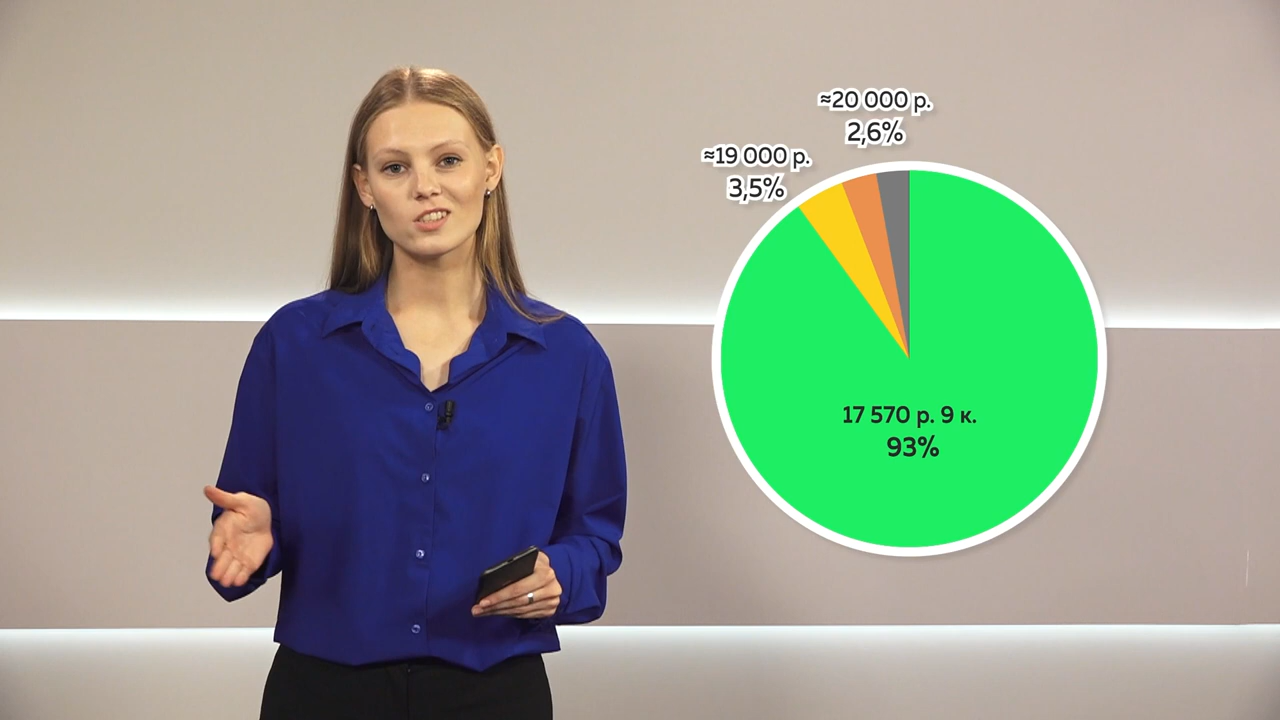 ≈20 000 р.
2,6%
≈19 000 р.
3,5%
17 570 р. 9 к.
93%